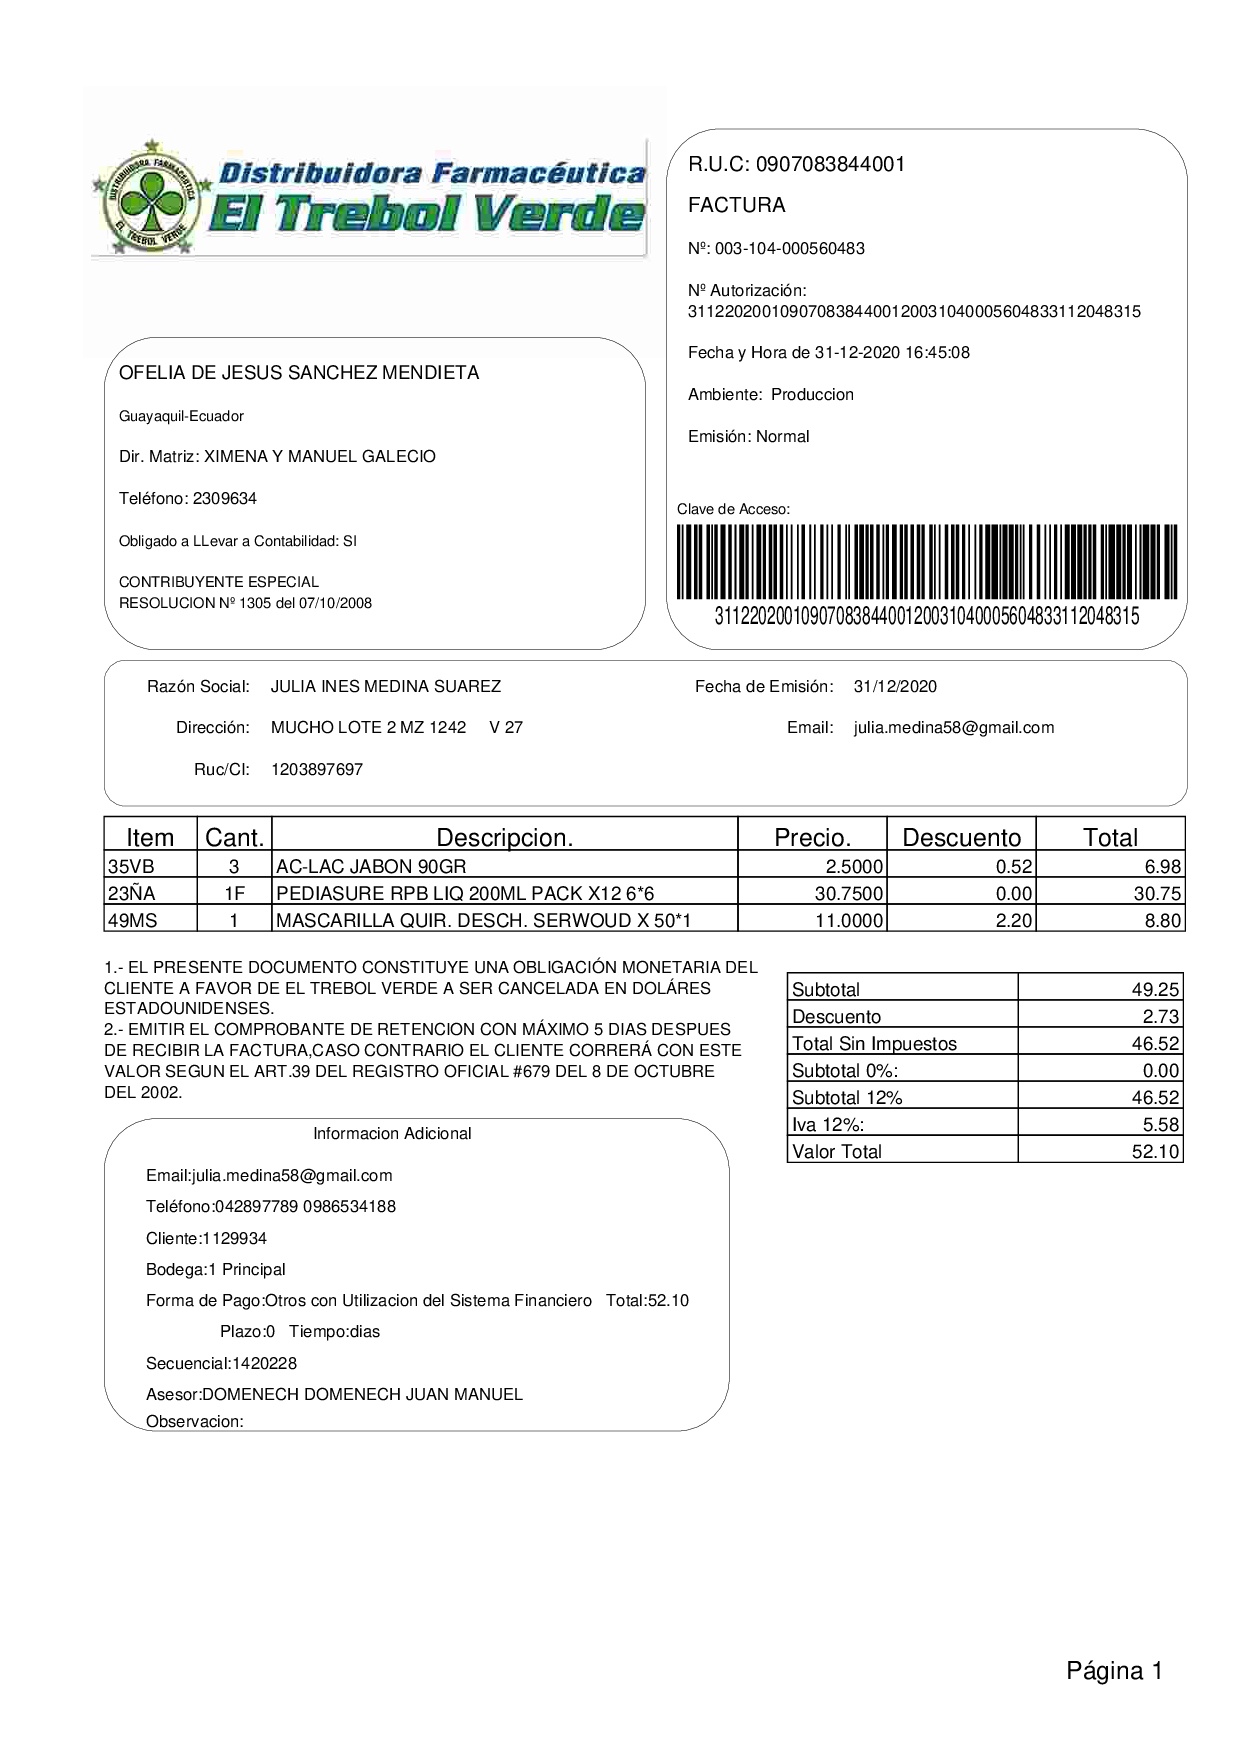 DISTRIBUIDORA FARMACEUTICA
EL TREBOL VERDE
Distribuidora Farmacéutica
El Trebol Verde
R.U.C: 0907083844001
FACTURA
Nº: 003-104-000560483
Nº Autorización:
3112202001090708384400120031040005604833112048315
Fecha y Hora de 31-12-2020 16:45:08
Ambiente: Produccion
Emisión: Normal
Clave de Acceso:
3112202001090708384400120031040005604833112048315
OFELIA DE JESUS SANCHEZ MENDIETA
Guayaquil-Ecuador
Dir. Matriz: XIMENA Y MANUEL GALECIO
Teléfono: 2309634
Obligado a LLevar a Contabilidad: SI
CONTRIBUYENTE ESPECIAL
RESOLUCION Nº 1305 del 07/10/2008
Razón Social: JULIA INES MEDINA SUAREZ Fecha de Emisión: 31/12/2020
Dirección: MUCHO LOTE 2 MZ 1242 V 27 Email: julia.medina58@gmail.com
Ruc/CI: 1203897697
Item Cant. Descripcion. Precio. Descuento Total
35VB 3 AC-LAC JABON 90GR 2.5000 0.52 6.98
23ÑA 1F PEDIASURE RPB LIQ 200ML PACK X12 6*6 30.7500 0.00 30.75
49MS 1 MASCARILLA QUIR. DESCH. SERWOUD X 50*1 11.0000 2.20 8.80
1.- EL PRESENTE DOCUMENTO CONSTITUYE UNA OBLIGACIÓN MONETARIA DEL
CLIENTE A FAVOR DE EL TREBOL VERDE A SER CANCELADA EN DOLÁRES
ESTADOUNIDENSES.
2.- EMITIR EL COMPROBANTE DE RETENCION CON MÁXIMO 5 DIAS DESPUES
DE RECIBIR LA FACTURA,CASO CONTRARIO EL CLIENTE CORRERÁ CON ESTE
VALOR SEGUN EL ART.39 DEL REGISTRO OFICIAL #679 DEL 8 DE OCTUBRE
DEL 2002.
Subtotal 49.25
Descuento 2.73
Total Sin Impuestos 46.52
Subtotal 0%: 0.00
Subtotal 12% 46.52
Iva 12%: 5.58
Valor Total 52.10
Informacion Adicional
Email:julia.medina58@gmail.com
Teléfono:042897789 0986534188
Cliente:1129934
Bodega:1 Principal
Forma de Pago:Otros con Utilizacion del Sistema Financiero Total:52.10
Plazo:0 Tiempo:dias
Secuencial:1420228
Asesor:DOMENECH DOMENECH JUAN MANUEL
Observacion:
Página 1